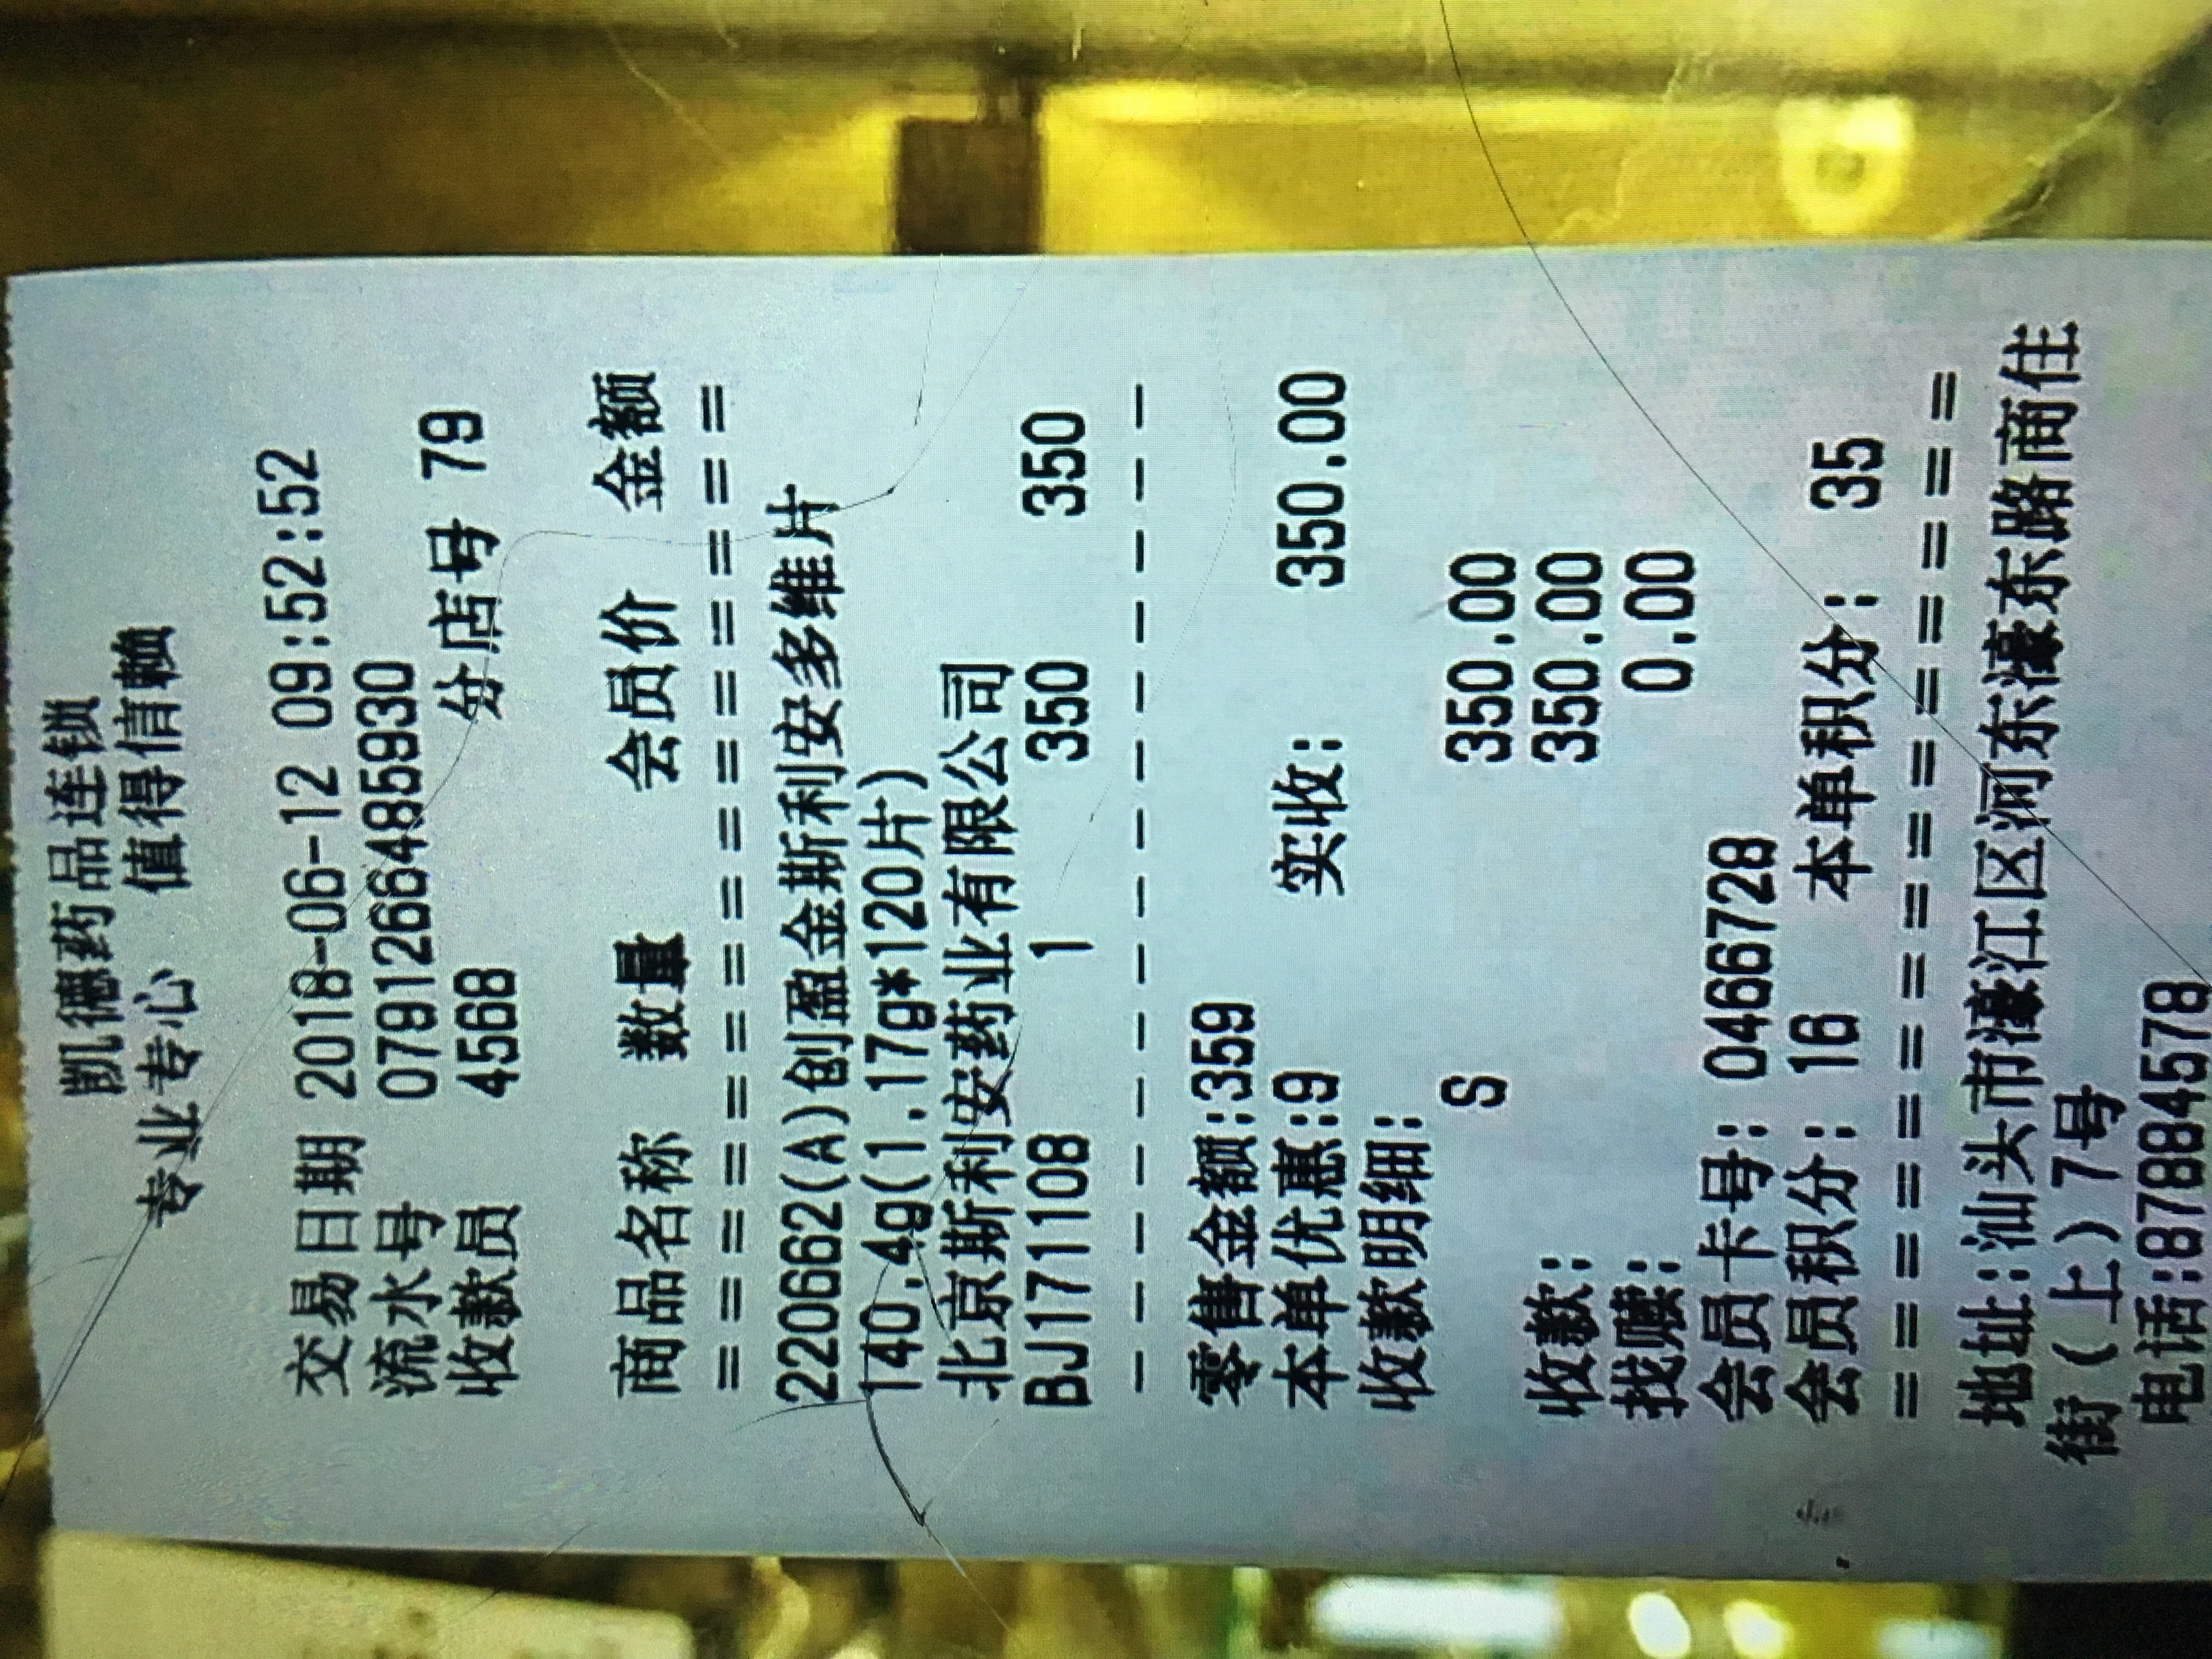 凯德药品连锁
专业专心 值得信赖
交易日期 2018-06-12 09:52:52
流水号 0791266485930
收款员 4568 分店号 79
商品名称 数量 会员价 金额
===============
220662(A)创盈金斯利安多维片
140.4g(1.17g*120片)
北京斯利安药业有限公司
BJ171108 1 350 350
- - - - - - - - - - - - - - -
零售金额:359
本单优惠:9 实收: 350.00
收款明细:
S 350.00
收款: 350.00
找赎: 0.00
会员卡号: 0466728
会员积分: 16 本单积分: 35
===============
地址:汕头市濠江区河东濠东路商住
街(上)7号
电话:87884578